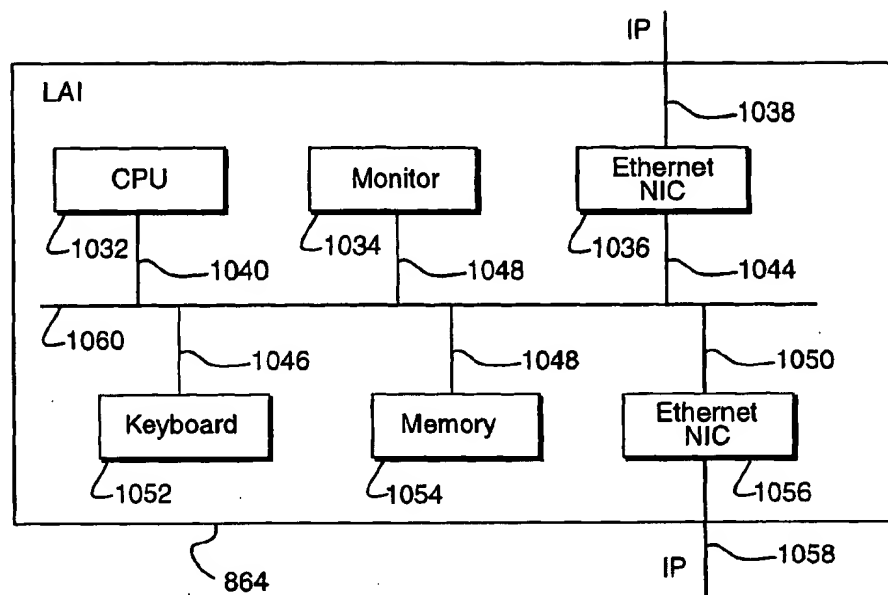 IP
LAI
1038
CPU
Monitor
Ethernet
NIC
1032
1040
1034
1048
1036
1044
1060
1046
1048
1050
Keyboard
Memory
Ethernet
NIC
1052
1054
1056
864
IP
1058